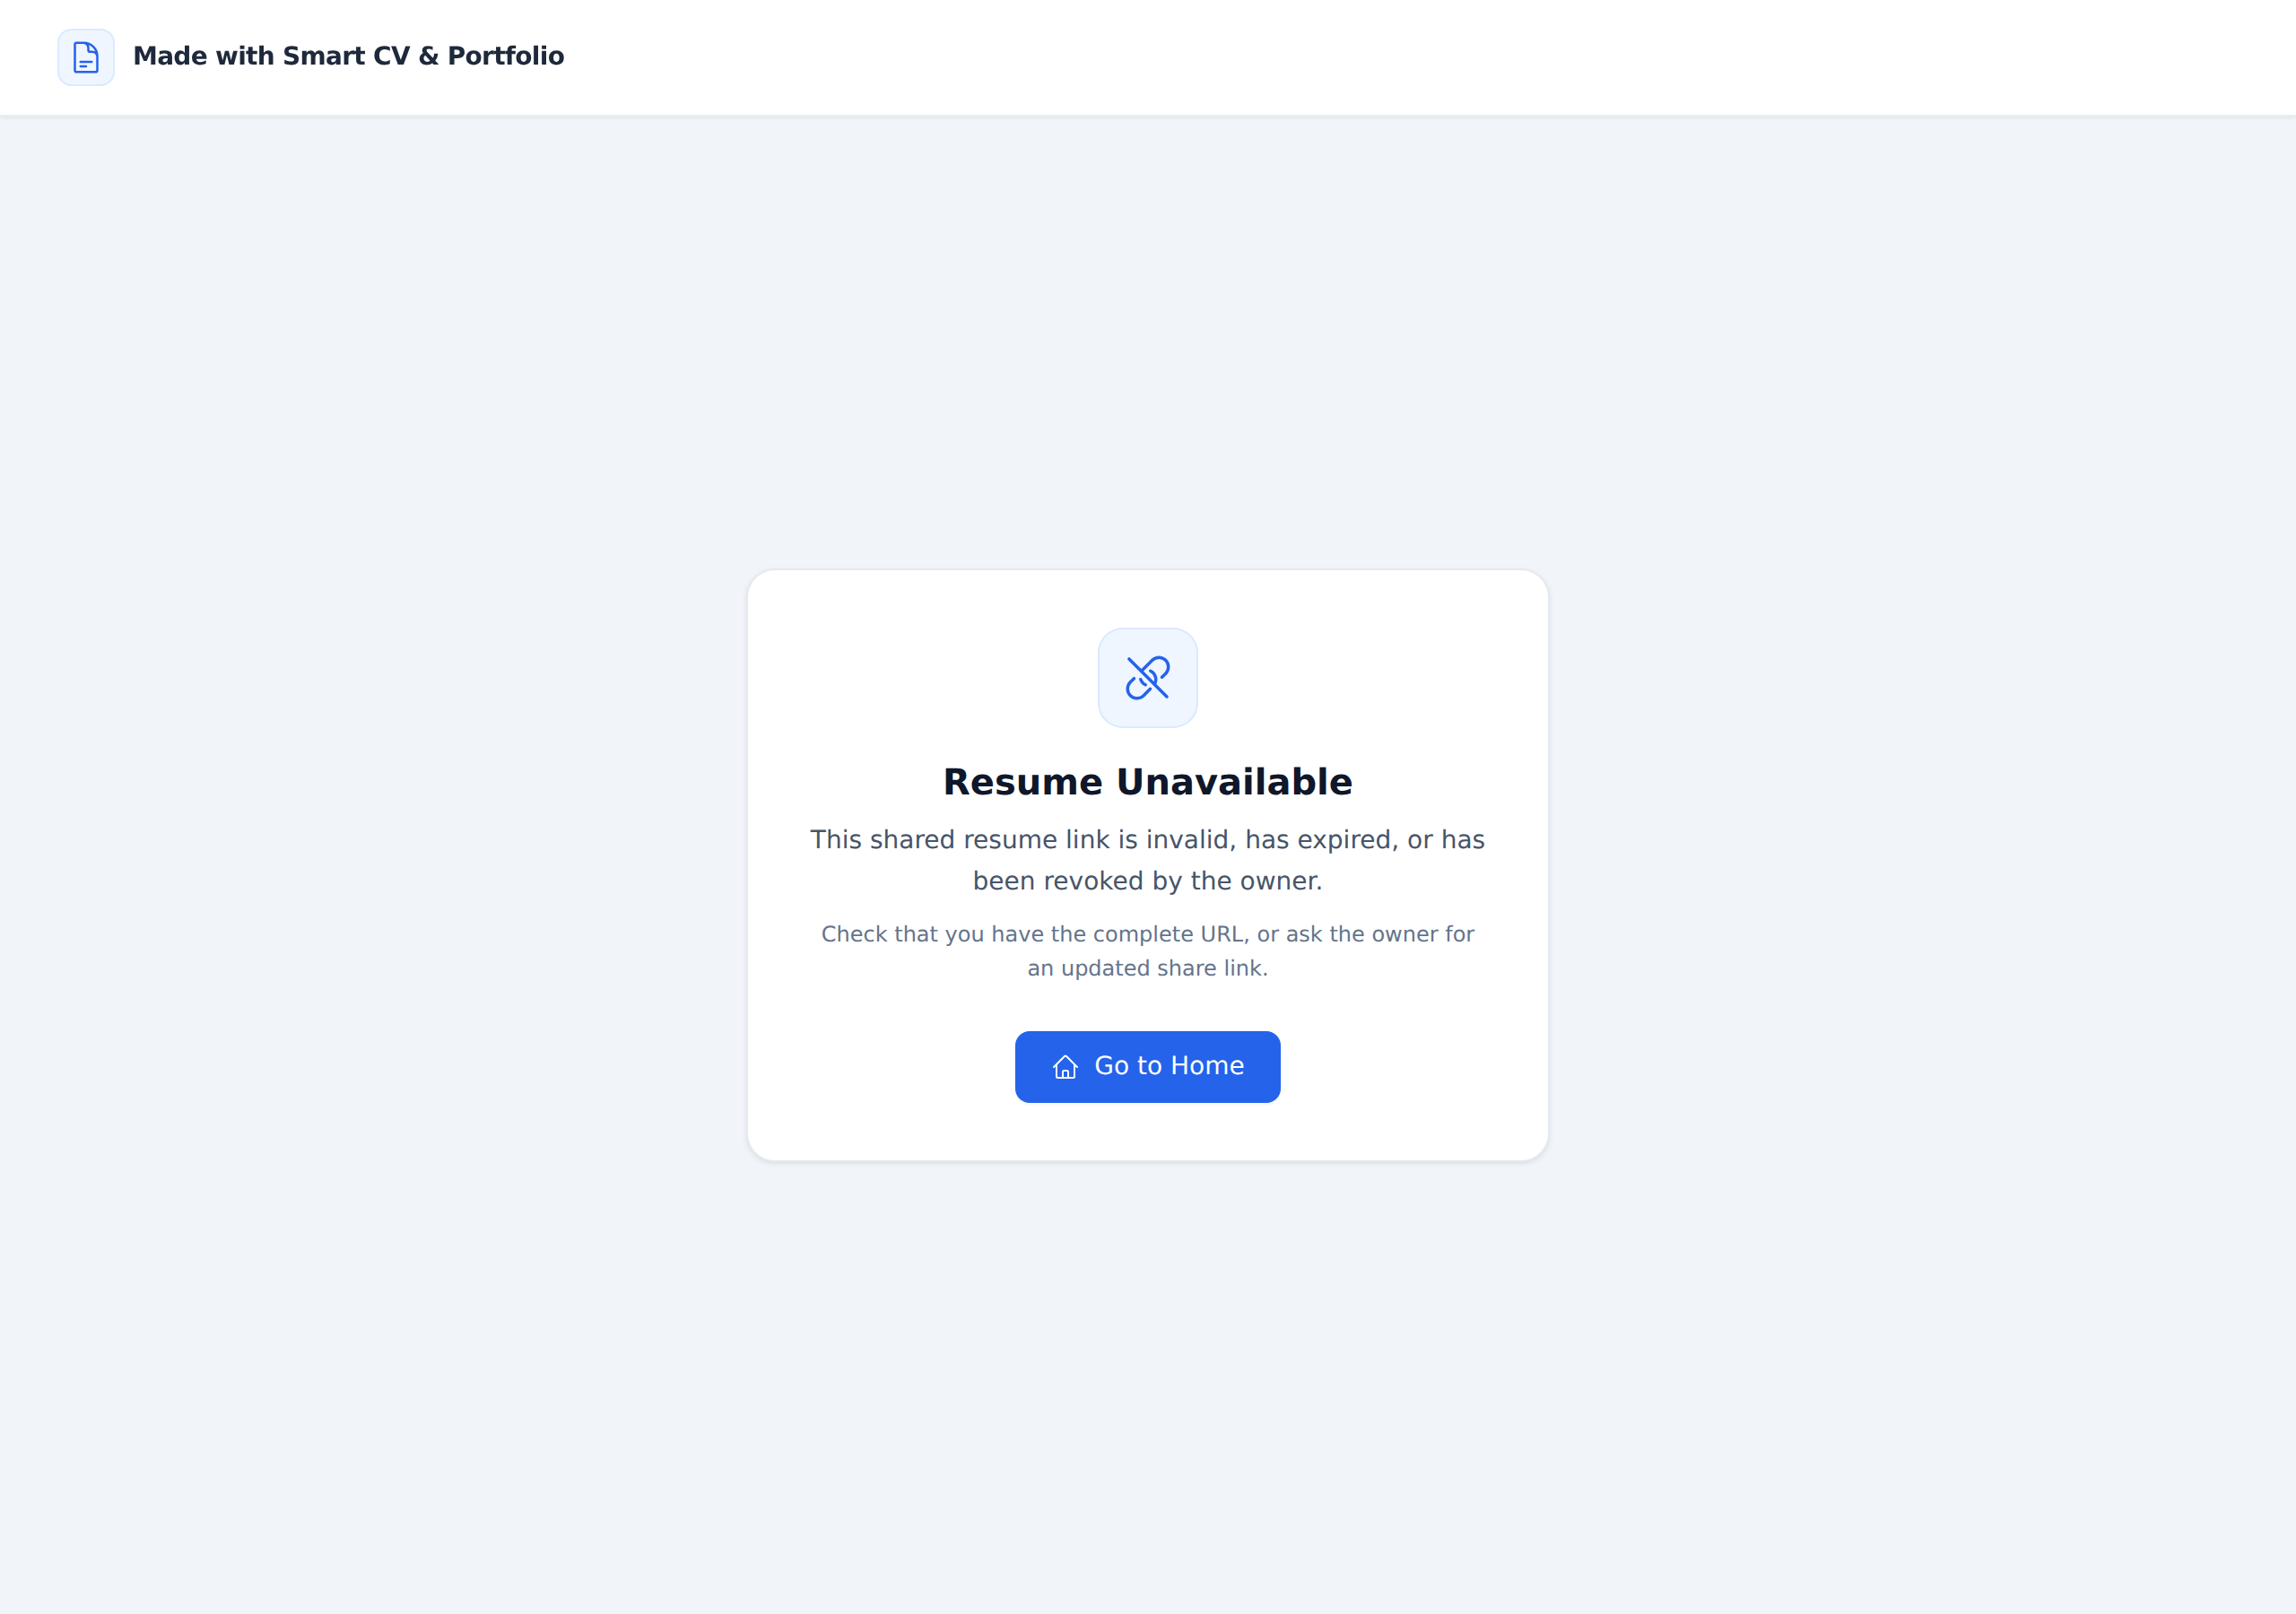 Made with Smart CV & Portfolio
Resume Unavailable
This shared resume link is invalid, has expired, or has
been revoked by the owner.
Check that you have the complete URL, or ask the owner for
an updated share link.
Go to Home